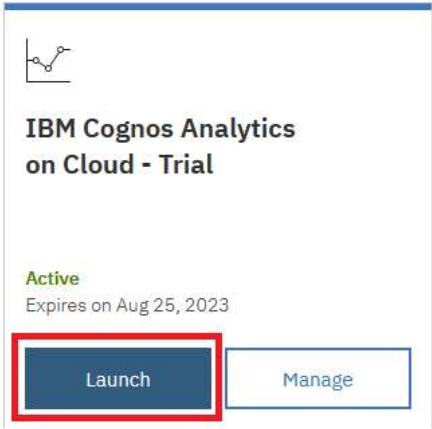 IBM Cognos Analytics
on Cloud - Trial
Active
Expires on Aug 25, 2023
Launch
Manage